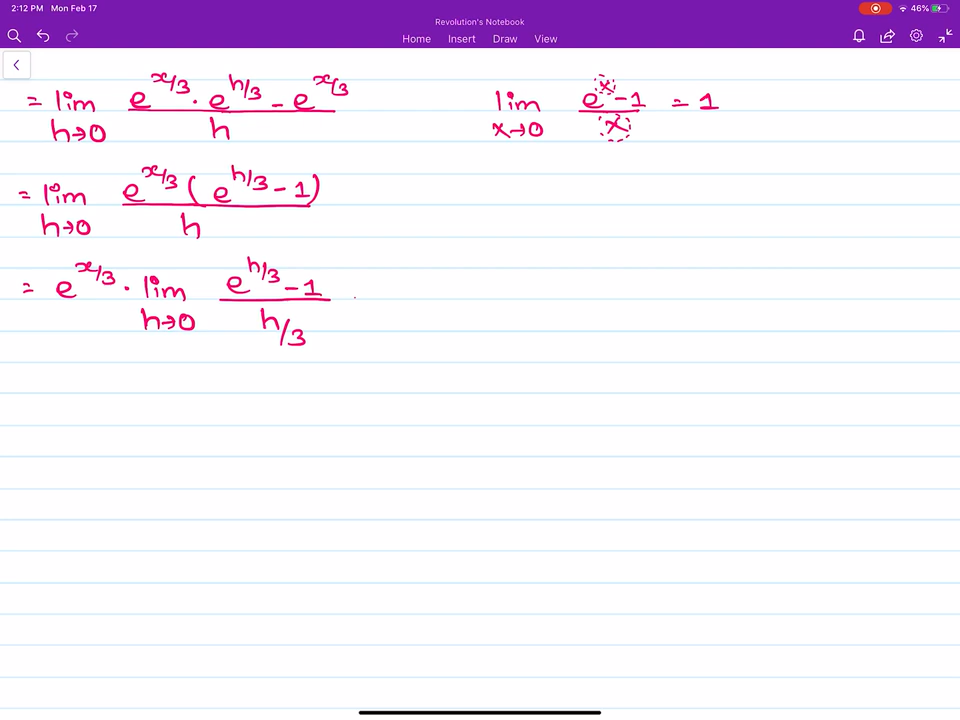 2:12 PM Mon Feb 17
46%
Revolution's Notebook
Home Insert Draw View
= lim e^{x/3} · e^{h/3} - e^{x/3}
h→0 h
lim e^x - 1 = 1
x→0 x
= lim e^{x/3} ( e^{h/3} - 1)
h→0 h
= e^{x/3} · lim e^{h/3} - 1
h→0 h/3